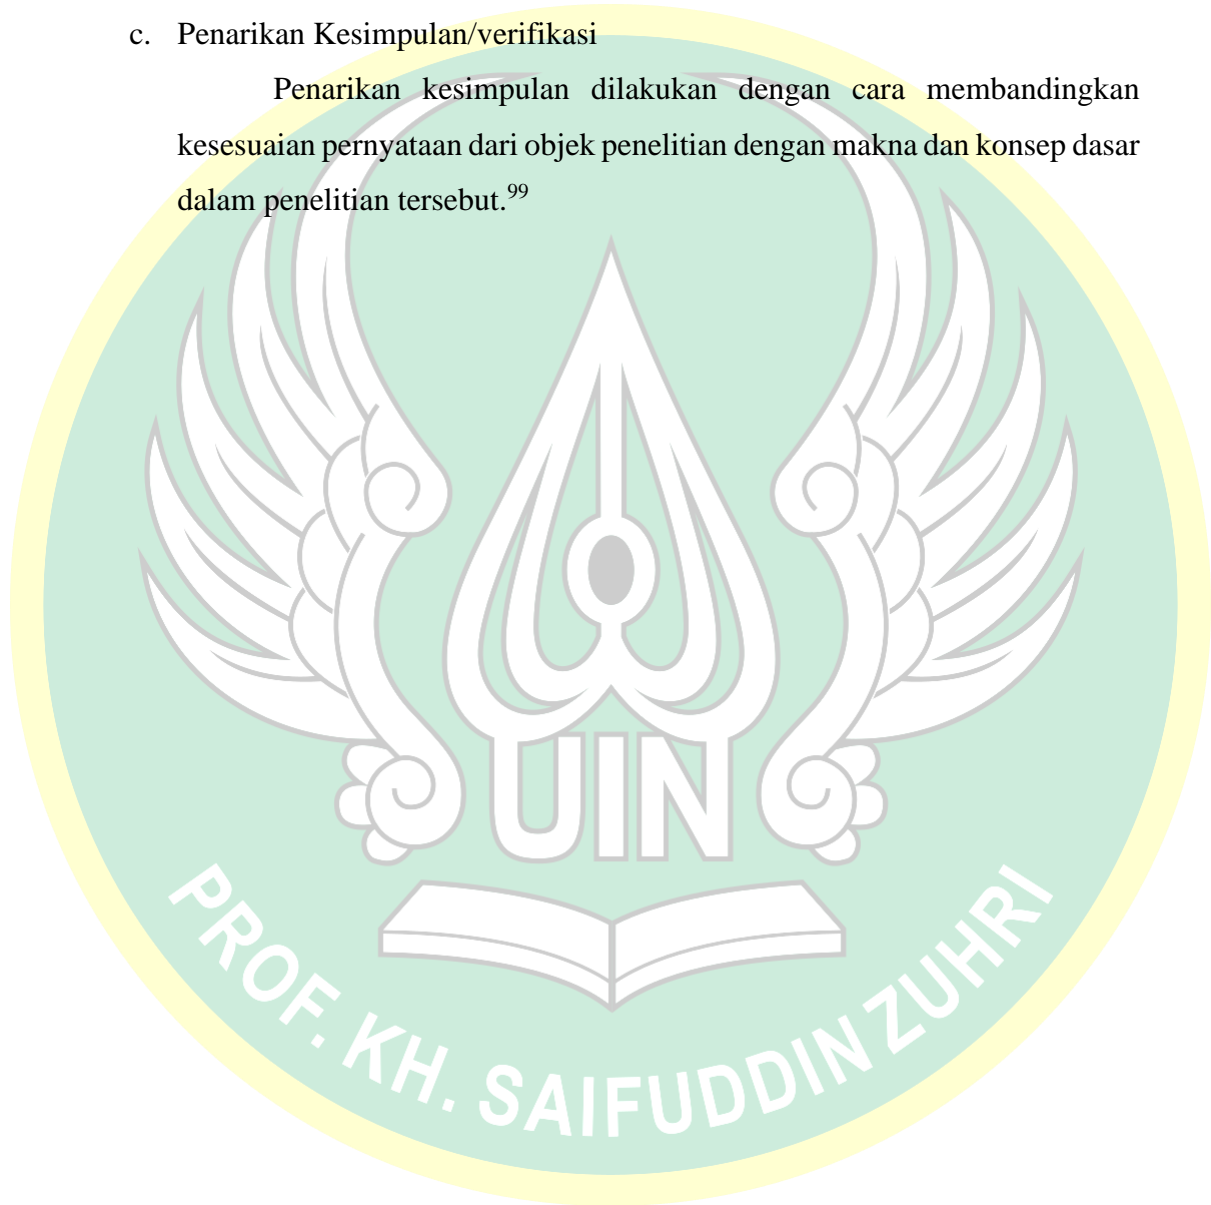 c. Penarikan Kesimpulan/verifikasi
Penarikan kesimpulan dilakukan dengan cara membandingkan
kesesuaian pernyataan dari objek penelitian dengan makna dan konsep dasar
dalam penelitian tersebut.99
UIN
PROF. KH. SAIFUDDIN ZUHRI